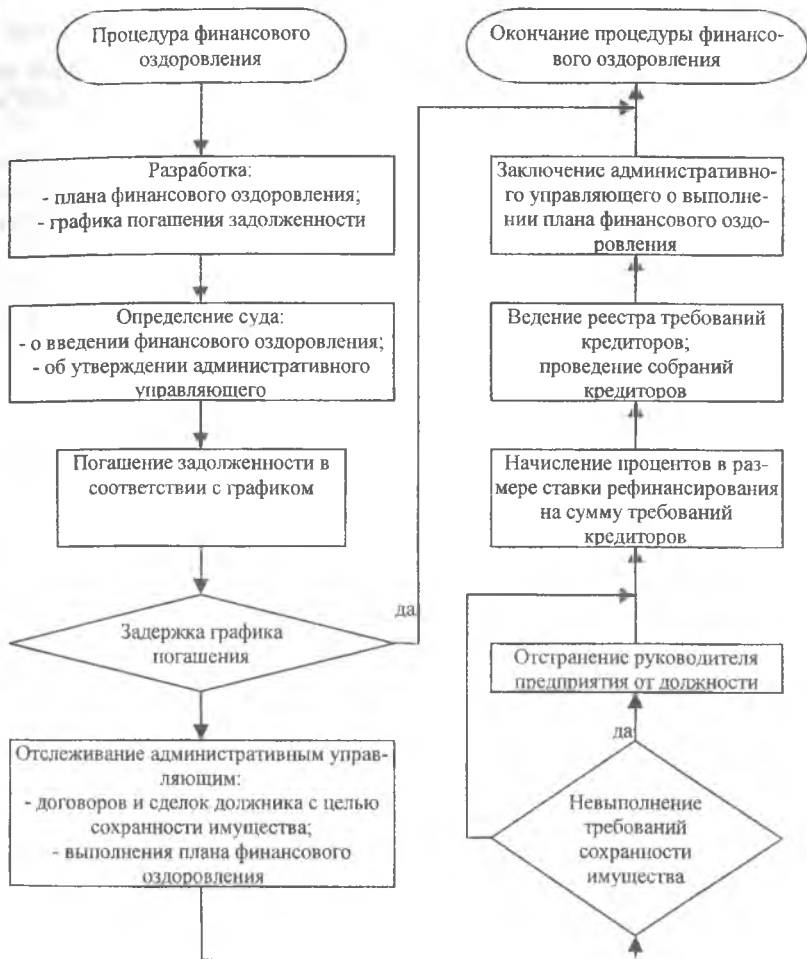 Процедура финансового
оздоровления
Разработка:
- плана финансового оздоровления;
- графика погашения задолженности
Определение суда:
- о введении финансового оздоровления;
- об утверждении административного
управляющего
Погашение задолженности в
соответствии с графиком
Задержка графика
погашения
да
Отслеживание административным управ-
ляющим:
- договоров и сделок должника с целью
сохранности имущества;
- выполнения плана финансового
оздоровления
Окончание процедуры финансо-
вого оздоровления
Заключение административно-
го управляющего о выполне-
нии плана финансового оздо-
ровления
Ведение реестра требований
кредиторов;
проведение собраний
кредиторов
Начисление процентов в раз-
мере ставки рефинансирования
на сумму требований
кредиторов
Отстранение руководителя
предприятия от должности
да
Невыполнение
требований
сохранности
имущества